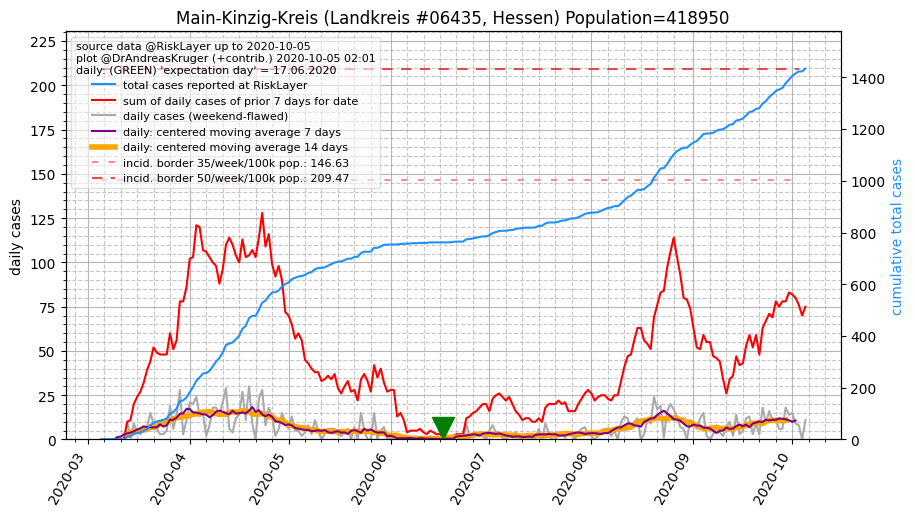 Main-Kinzig-Kreis (Landkreis #06435, Hessen) Population=418950
source data @RiskLayer up to 2020-10-05
plot @DrAndreasKruger (+contrib.) 2020-10-05 02:01
daily: (GREEN) 'expectation day' = 17.06.2020
total cases reported at RiskLayer
sum of daily cases of prior 7 days for date
daily cases (weekend-flawed)
daily: centered moving average 7 days
daily: centered moving average 14 days
incid. border 35/week/100k pop.: 146.63
incid. border 50/week/100k pop.: 209.47
daily cases
225
200
175
150
125
100
75
50
25
0
cumulative total cases
1400
1200
1000
800
600
400
200
0
2020-03
2020-04
2020-05
2020-06
2020-07
2020-08
2020-09
2020-10